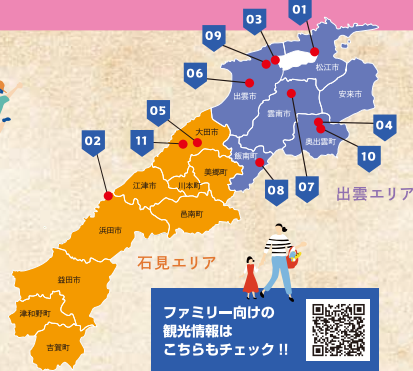 01
03
09
松江市
06
安来市
出雲市
05
雲南市
大田市
04
02
11
飯南町
奥出雲町
美郷町
10
江津市
川本町
08
07
出雲エリア
邑南町
浜田市
石見エリア
益田市
津和野町
吉賀町
ファミリー向けの
観光情報は
こちらもチェック!!